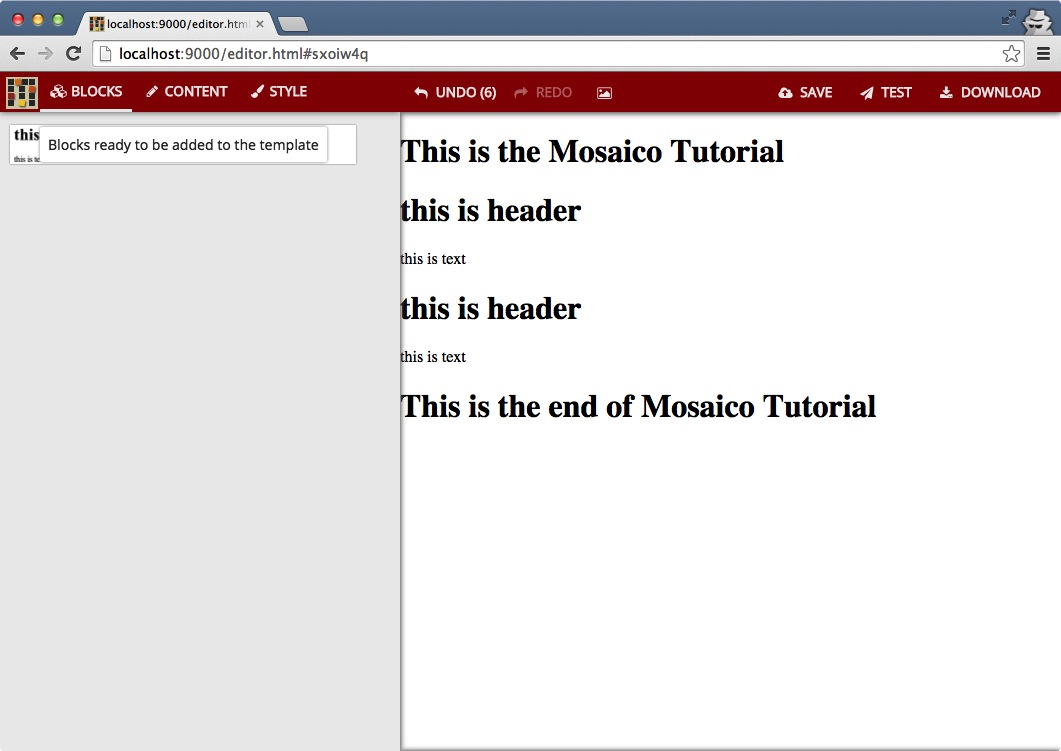 localhost:9000/editor.htm
localhost:9000/editor.html#sxoiw4q
BLOCKS CONTENT STYLE UNDO (6) REDO SAVE TEST DOWNLOAD
this
Blocks ready to be added to the template
this is te
This is the Mosaico Tutorial
this is header
this is text
this is header
this is text
This is the end of Mosaico Tutorial